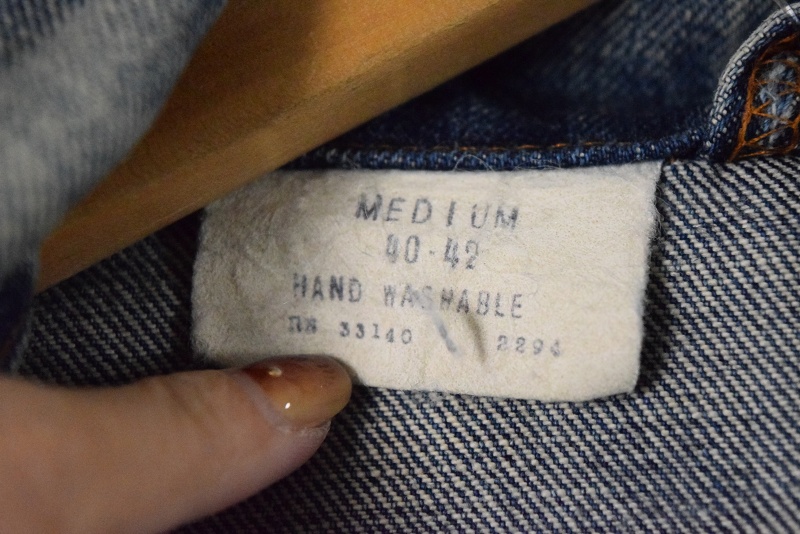 MEDIUM
40-42
HAND WASHABLE
RN 33140 2294